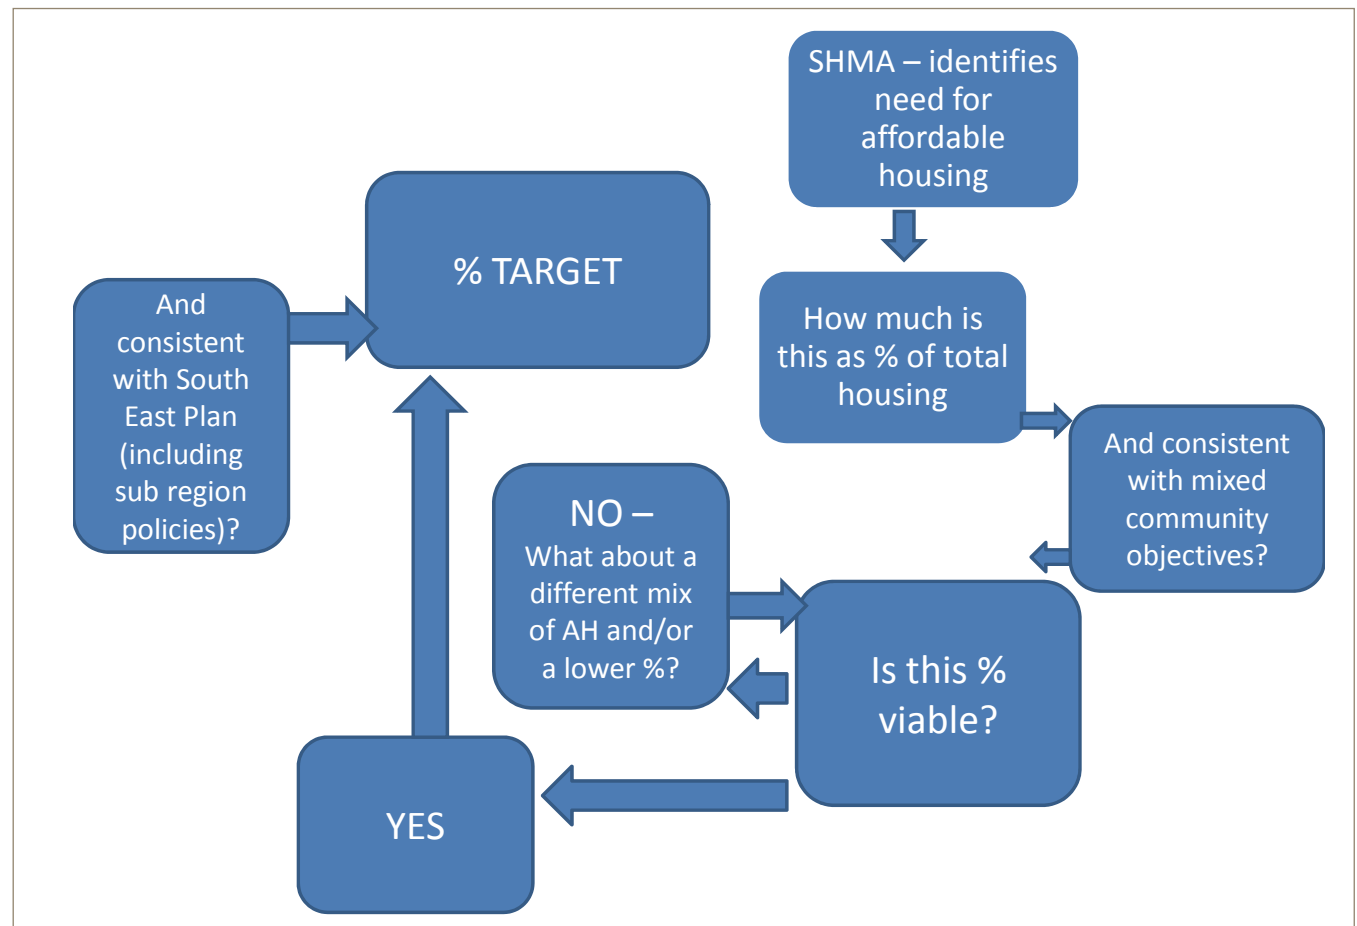 SHMA – identifies
need for
affordable
housing
% TARGET
How much is
this as % of total
housing
And
consistent
with South
East Plan
(including
sub region
policies)?
And consistent
with mixed
community
objectives?
NO –
What about a
different mix
of AH and/or
a lower %?
Is this %
viable?
YES